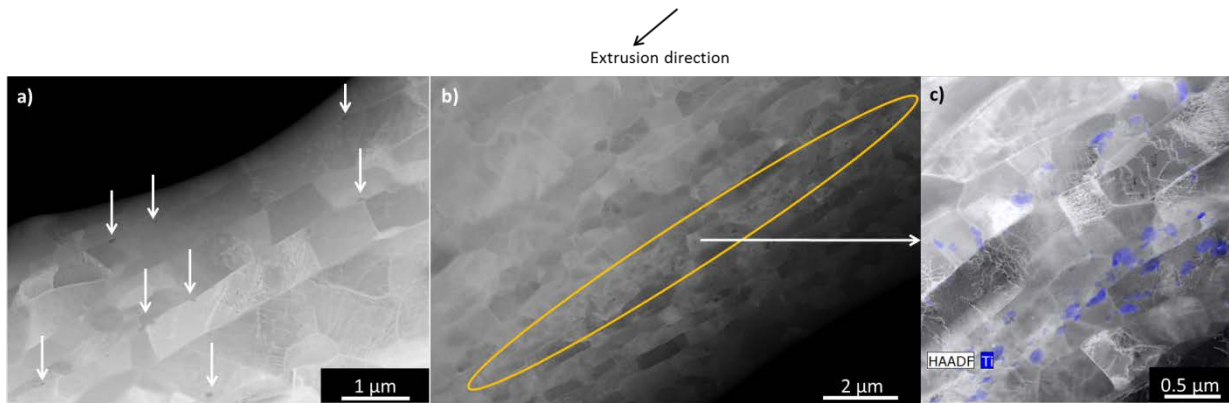 Extrusion direction
a)
b)
c)
HAADF Ti
1 µm
2 µm
0.5 µm